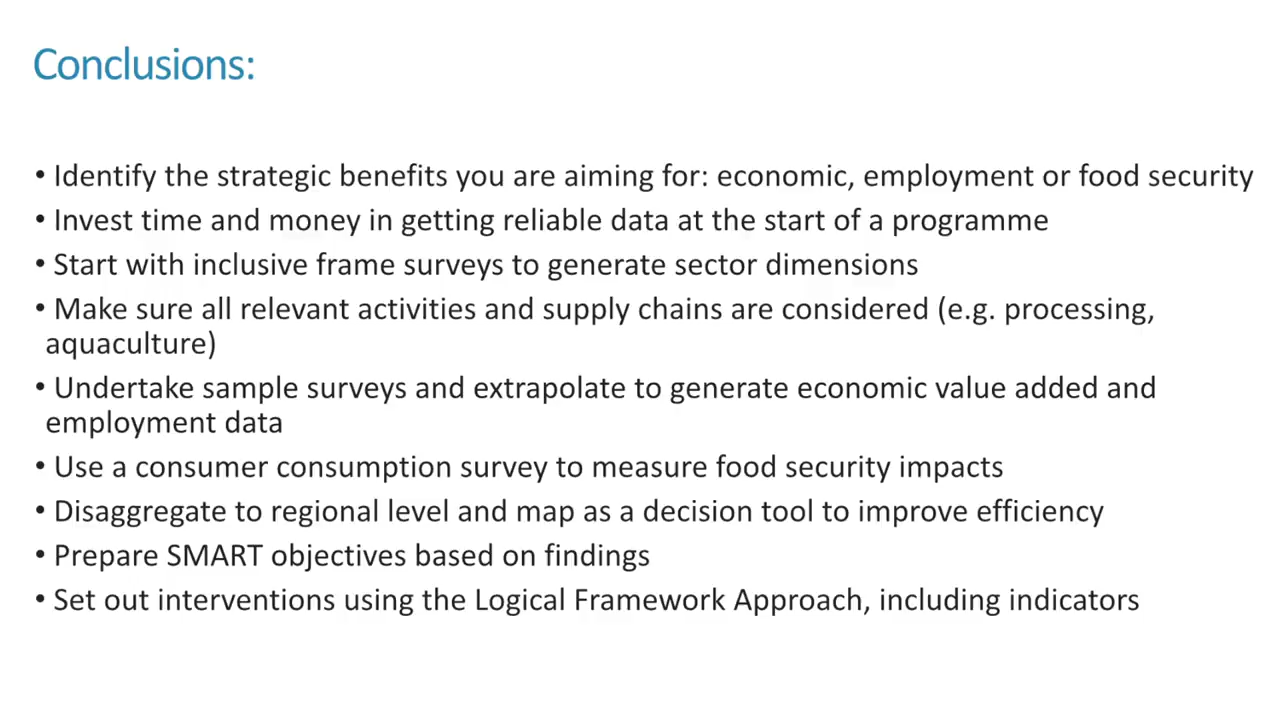 Conclusions:
• Identify the strategic benefits you are aiming for: economic, employment or food security
• Invest time and money in getting reliable data at the start of a programme
• Start with inclusive frame surveys to generate sector dimensions
• Make sure all relevant activities and supply chains are considered (e.g. processing,
aquaculture)
• Undertake sample surveys and extrapolate to generate economic value added and
employment data
• Use a consumer consumption survey to measure food security impacts
• Disaggregate to regional level and map as a decision tool to improve efficiency
• Prepare SMART objectives based on findings
• Set out interventions using the Logical Framework Approach, including indicators